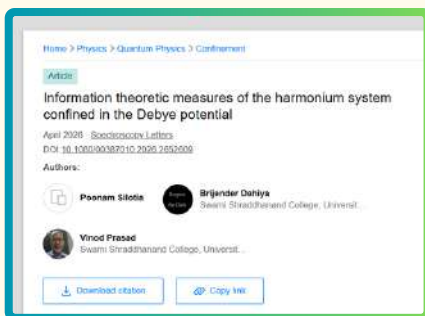 Home > Physics > Quantum Physics > Confinement
Article
Information theoretic measures of the harmonium system
confined in the Debye potential
April 2026 Spectroscopy Letters
DOI:10.1080/00387010.2026.2652609
Authors:
Poonam Silotia
Brijender Dahiya
Swami Shraddhanand College, Universit...
Vinod Prasad
Swami Shraddhanand College, Universit...
Download citation
Copy link